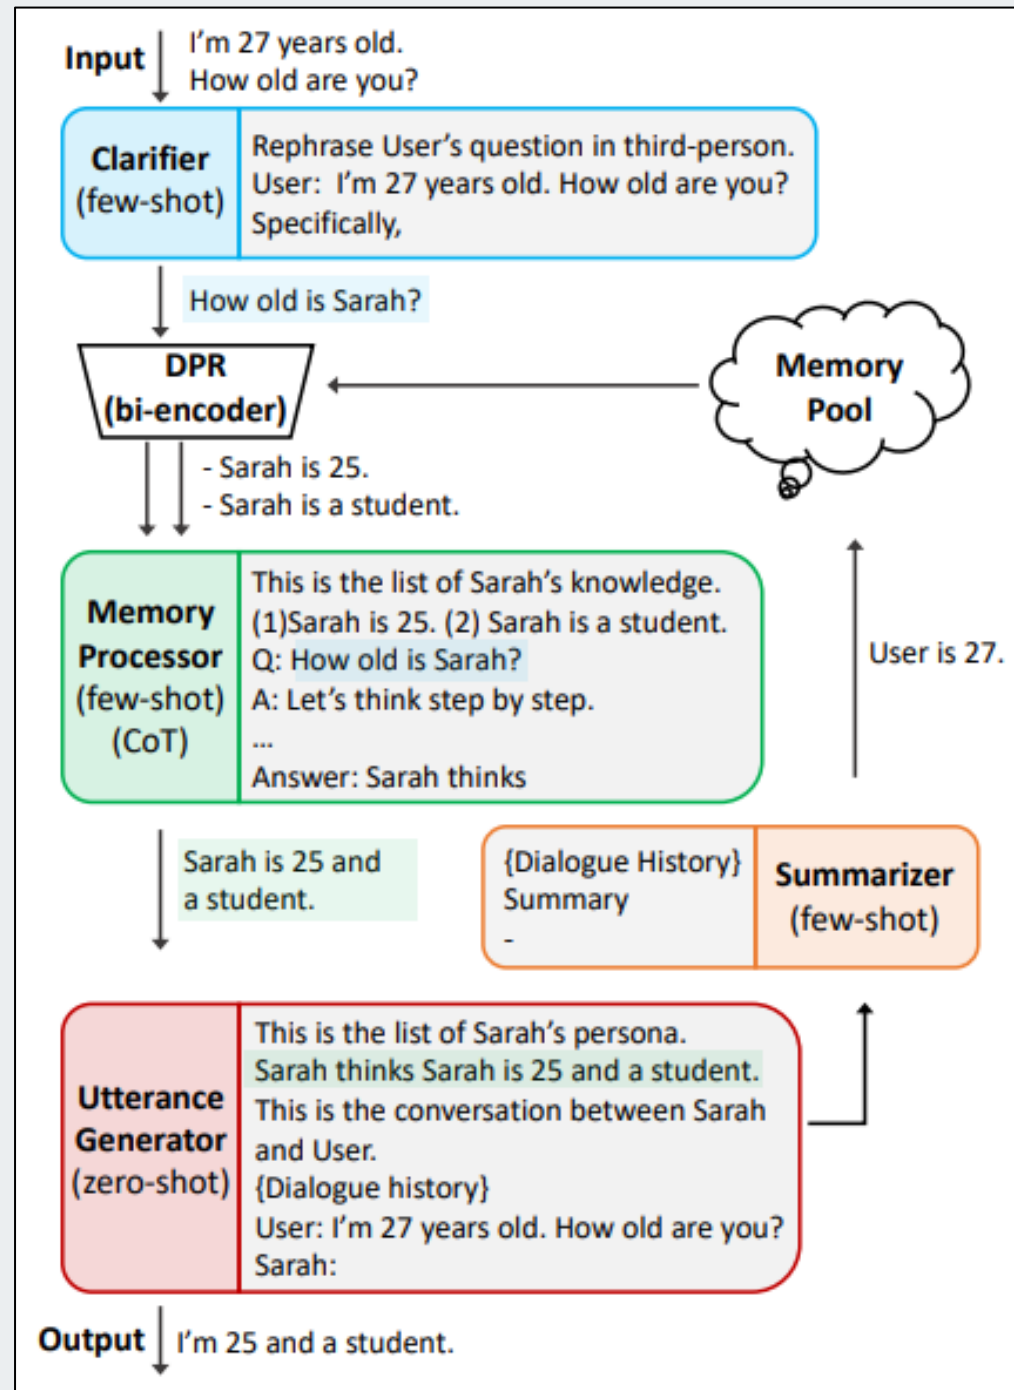 Input
I'm 27 years old.
How old are you?
Clarifier
(few-shot)
Rephrase User's question in third-person.
User:  I'm 27 years old. How old are you?
Specifically,
How old is Sarah?
DPR
(bi-encoder)
Memory
Pool
- Sarah is 25.
- Sarah is a student.
Memory
Processor
(few-shot)
(CoT)
This is the list of Sarah's knowledge.
(1)Sarah is 25. (2) Sarah is a student.
Q: How old is Sarah?
A: Let's think step by step.
...
Answer: Sarah thinks
User is 27.
Sarah is 25 and
a student.
{Dialogue History}
Summary
-
Summarizer
(few-shot)
Utterance
Generator
(zero-shot)
This is the list of Sarah's persona.
Sarah thinks Sarah is 25 and a student.
This is the conversation between Sarah
and User.
{Dialogue history}
User: I'm 27 years old. How old are you?
Sarah:
Output
I'm 25 and a student.